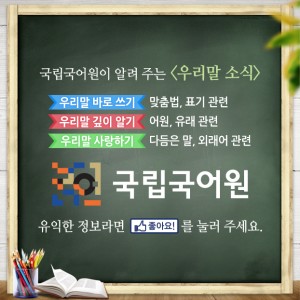 국립국어원이 알려 주는 〈우리말 소식〉
우리말 바로 쓰기 맞춤법, 표기 관련
우리말 깊이 알기 어원, 유래 관련
우리말 사랑하기 다듬은 말, 외래어 관련
국립국어원
유익한 정보라면 좋아요! 를 눌러 주세요.